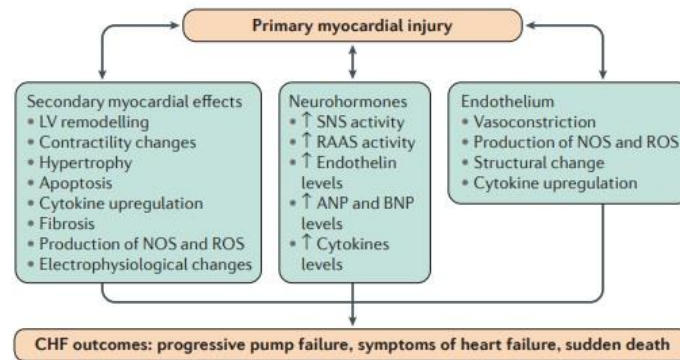 Primary myocardial injury
Secondary myocardial effects
• LV remodelling
• Contractility changes
• Hypertrophy
• Apoptosis
• Cytokine upregulation
• Fibrosis
• Production of NOS and ROS
• Electrophysiological changes
Neurohormones
• ↑ SNS activity
• ↑ RAAS activity
• ↑ Endothelin
levels
• ↑ ANP and BNP
levels
• ↑ Cytokines
levels
Endothelium
• Vasoconstriction
• Production of NOS and ROS
• Structural change
• Cytokine upregulation
CHF outcomes: progressive pump failure, symptoms of heart failure, sudden death